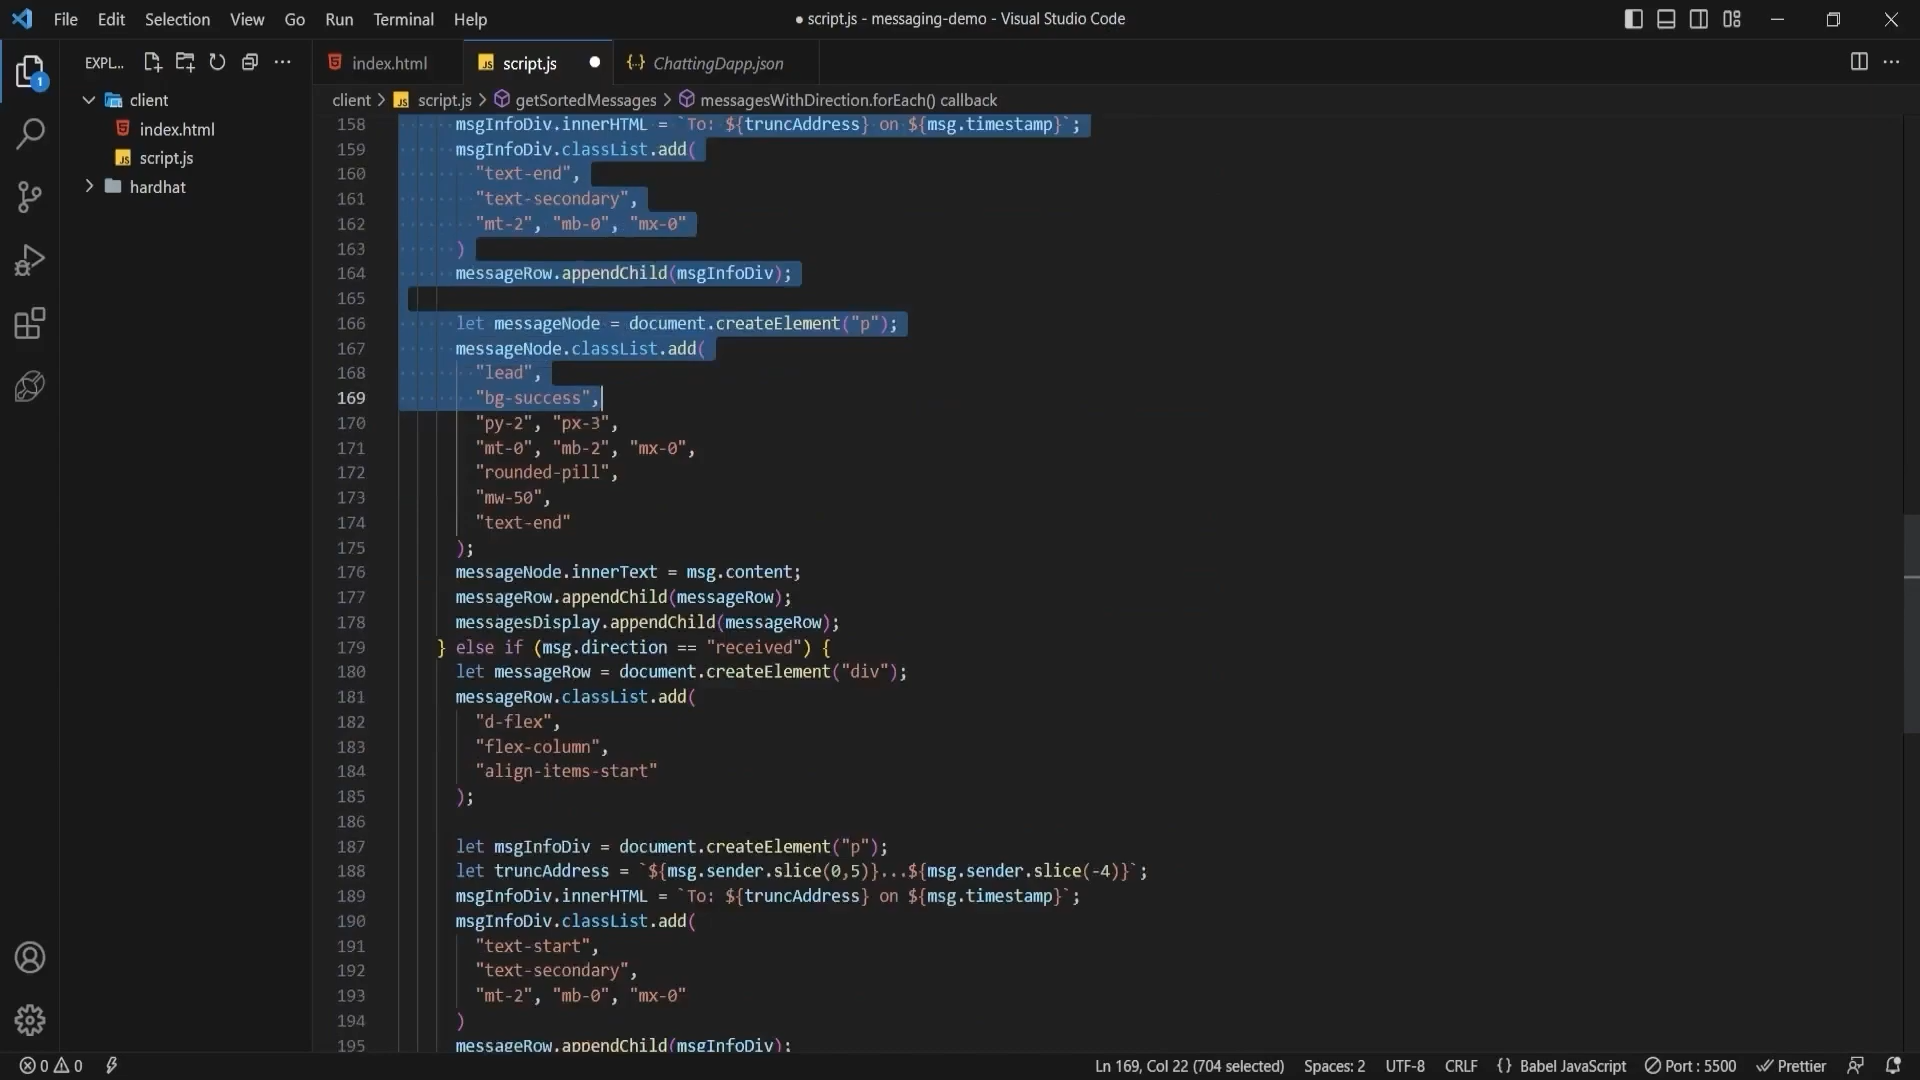 File Edit Selection View Go Run Terminal Help
● script.js - messaging-demo - Visual Studio Code
EXPL...
index.html
script.js
ChattingDapp.json
1
client
index.html
script.js
hardhat
client > script.js > getSortedMessages > messagesWithDirection.forEach() callback
158 msgInfoDiv.innerHTML = `To: ${truncAddress} on ${msg.timestamp}`;
159 msgInfoDiv.classList.add(
160 "text-end",
161 "text-secondary",
162 "mt-2", "mb-0", "mx-0"
163 )
164 messageRow.appendChild(msgInfoDiv);
165
166 let messageNode = document.createElement("p");
167 messageNode.classList.add(
168 "lead",
169 "bg-success",
170 "py-2", "px-3",
171 "mt-0", "mb-2", "mx-0",
172 "rounded-pill",
173 "mw-50",
174 "text-end"
175 );
176 messageNode.innerText = msg.content;
177 messageRow.appendChild(messageRow);
178 messagesDisplay.appendChild(messageRow);
179 } else if (msg.direction == "received") {
180 let messageRow = document.createElement("div");
181 messageRow.classList.add(
182 "d-flex",
183 "flex-column",
184 "align-items-start"
185 );
186
187 let msgInfoDiv = document.createElement("p");
188 let truncAddress = `${msg.sender.slice(0,5)}...${msg.sender.slice(-4)}`;
189 msgInfoDiv.innerHTML = `To: ${truncAddress} on ${msg.timestamp}`;
190 msgInfoDiv.classList.add(
191 "text-start",
192 "text-secondary",
193 "mt-2", "mb-0", "mx-0"
194 )
195 messageRow.appendChild(msgInfoDiv);
0 0
Ln 169, Col 22 (704 selected) Spaces: 2 UTF-8 CRLF {} Babel JavaScript Port : 5500 Prettier